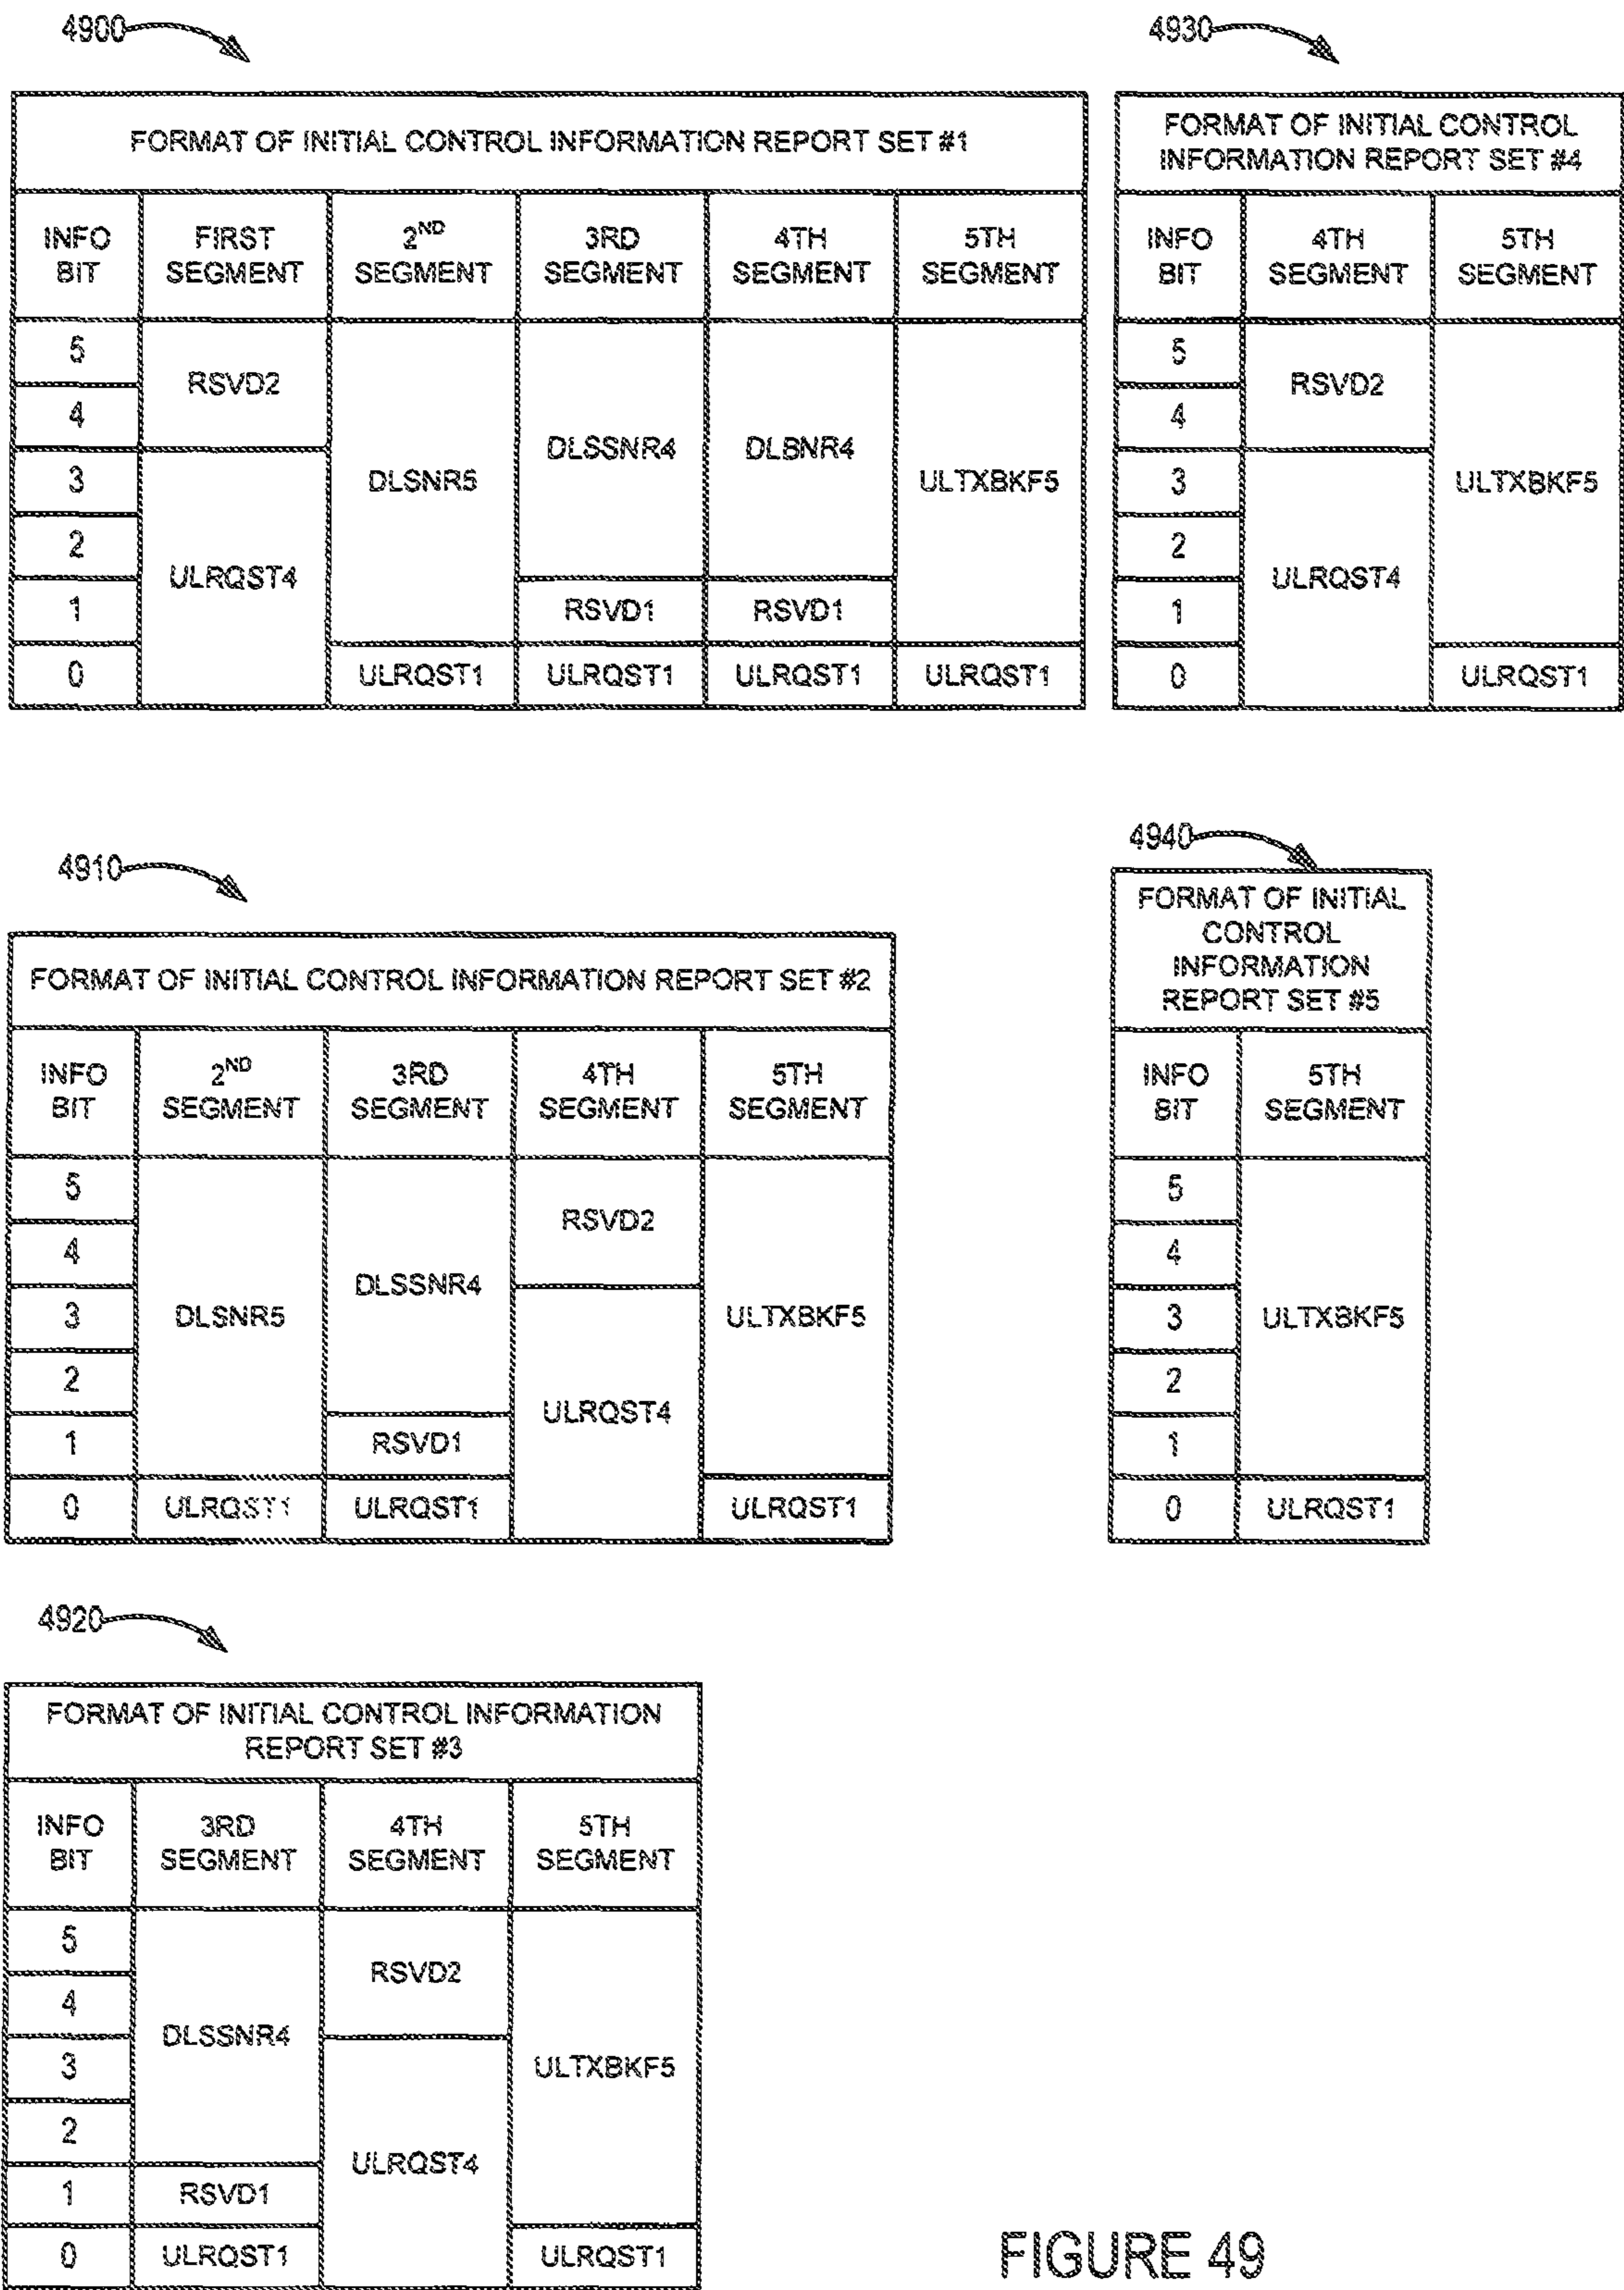 4900
FORMAT OF INITIAL CONTROL INFORMATION REPORT SET #1
INFO BIT FIRST SEGMENT 2ND SEGMENT 3RD SEGMENT 4TH SEGMENT 5TH SEGMENT
5
4
3
2
1
0
RSVD2
ULRQST4
DLSNR5
ULRQST1
DLSSNR4
RSVD1
ULRQST1
DLBNR4
RSVD1
ULRQST1
ULTXBKF5
ULRQST1
4930
FORMAT OF INITIAL CONTROL
INFORMATION REPORT SET #4
INFO BIT 4TH SEGMENT 5TH SEGMENT
5
4
3
2
1
0
RSVD2
ULRQST4
ULTXBKF5
ULRQST1
4910
FORMAT OF INITIAL CONTROL INFORMATION REPORT SET #2
INFO BIT 2ND SEGMENT 3RD SEGMENT 4TH SEGMENT 5TH SEGMENT
5
4
3
2
1
0
DLSNR5
ULRQST1
DLSSNR4
RSVD1
ULRQST1
RSVD2
ULRQST4
ULTXBKF5
ULRQST1
4940
FORMAT OF INITIAL
CONTROL
INFORMATION
REPORT SET #5
INFO BIT 5TH SEGMENT
5
4
3
2
1
0
ULTXBKF5
ULRQST1
4920
FORMAT OF INITIAL CONTROL INFORMATION
REPORT SET #3
INFO BIT 3RD SEGMENT 4TH SEGMENT 5TH SEGMENT
5
4
3
2
1
0
DLSSNR4
RSVD1
ULRQST1
RSVD2
ULRQST4
ULTXBKF5
ULRQST1
FIGURE 49